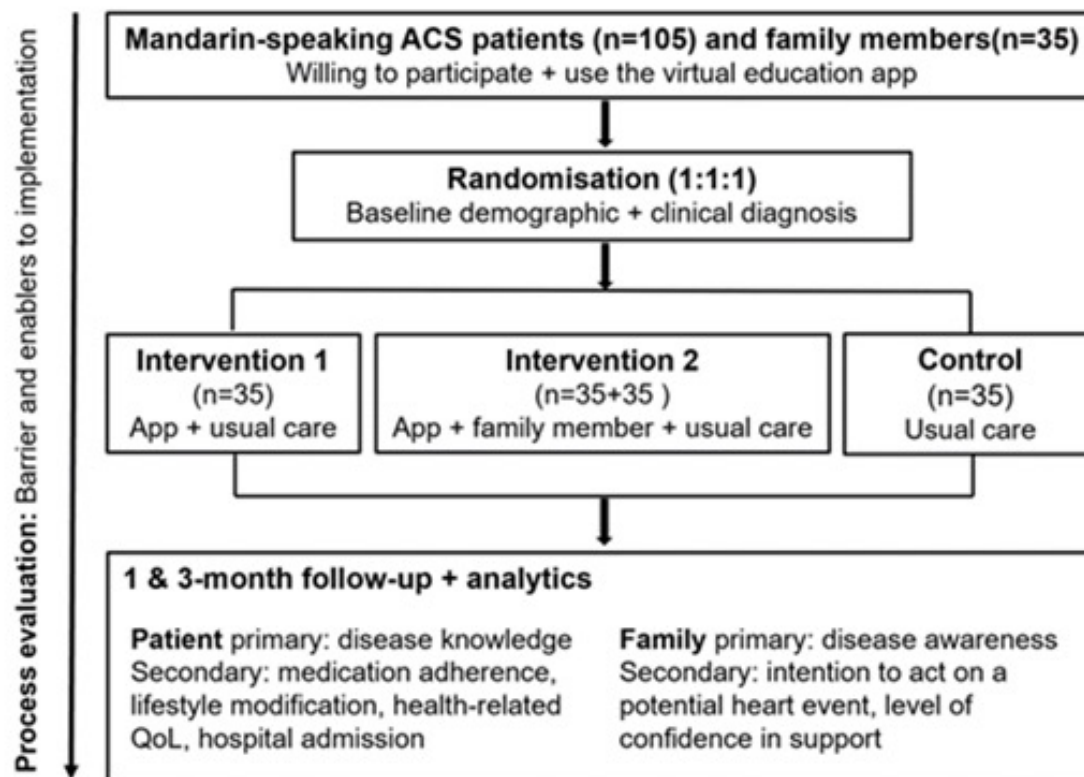 Process evaluation: Barrier and enablers to implementation
Mandarin-speaking ACS patients (n=105) and family members(n=35)
Willing to participate + use the virtual education app
Randomisation (1:1:1)
Baseline demographic + clinical diagnosis
Intervention 1
(n=35)
App + usual care
Intervention 2
(n=35+35 )
App + family member + usual care
Control
(n=35)
Usual care
1 & 3-month follow-up + analytics
Patient primary: disease knowledge
Secondary: medication adherence,
lifestyle modification, health-related
QoL, hospital admission
Family primary: disease awareness
Secondary: intention to act on a
potential heart event, level of
confidence in support